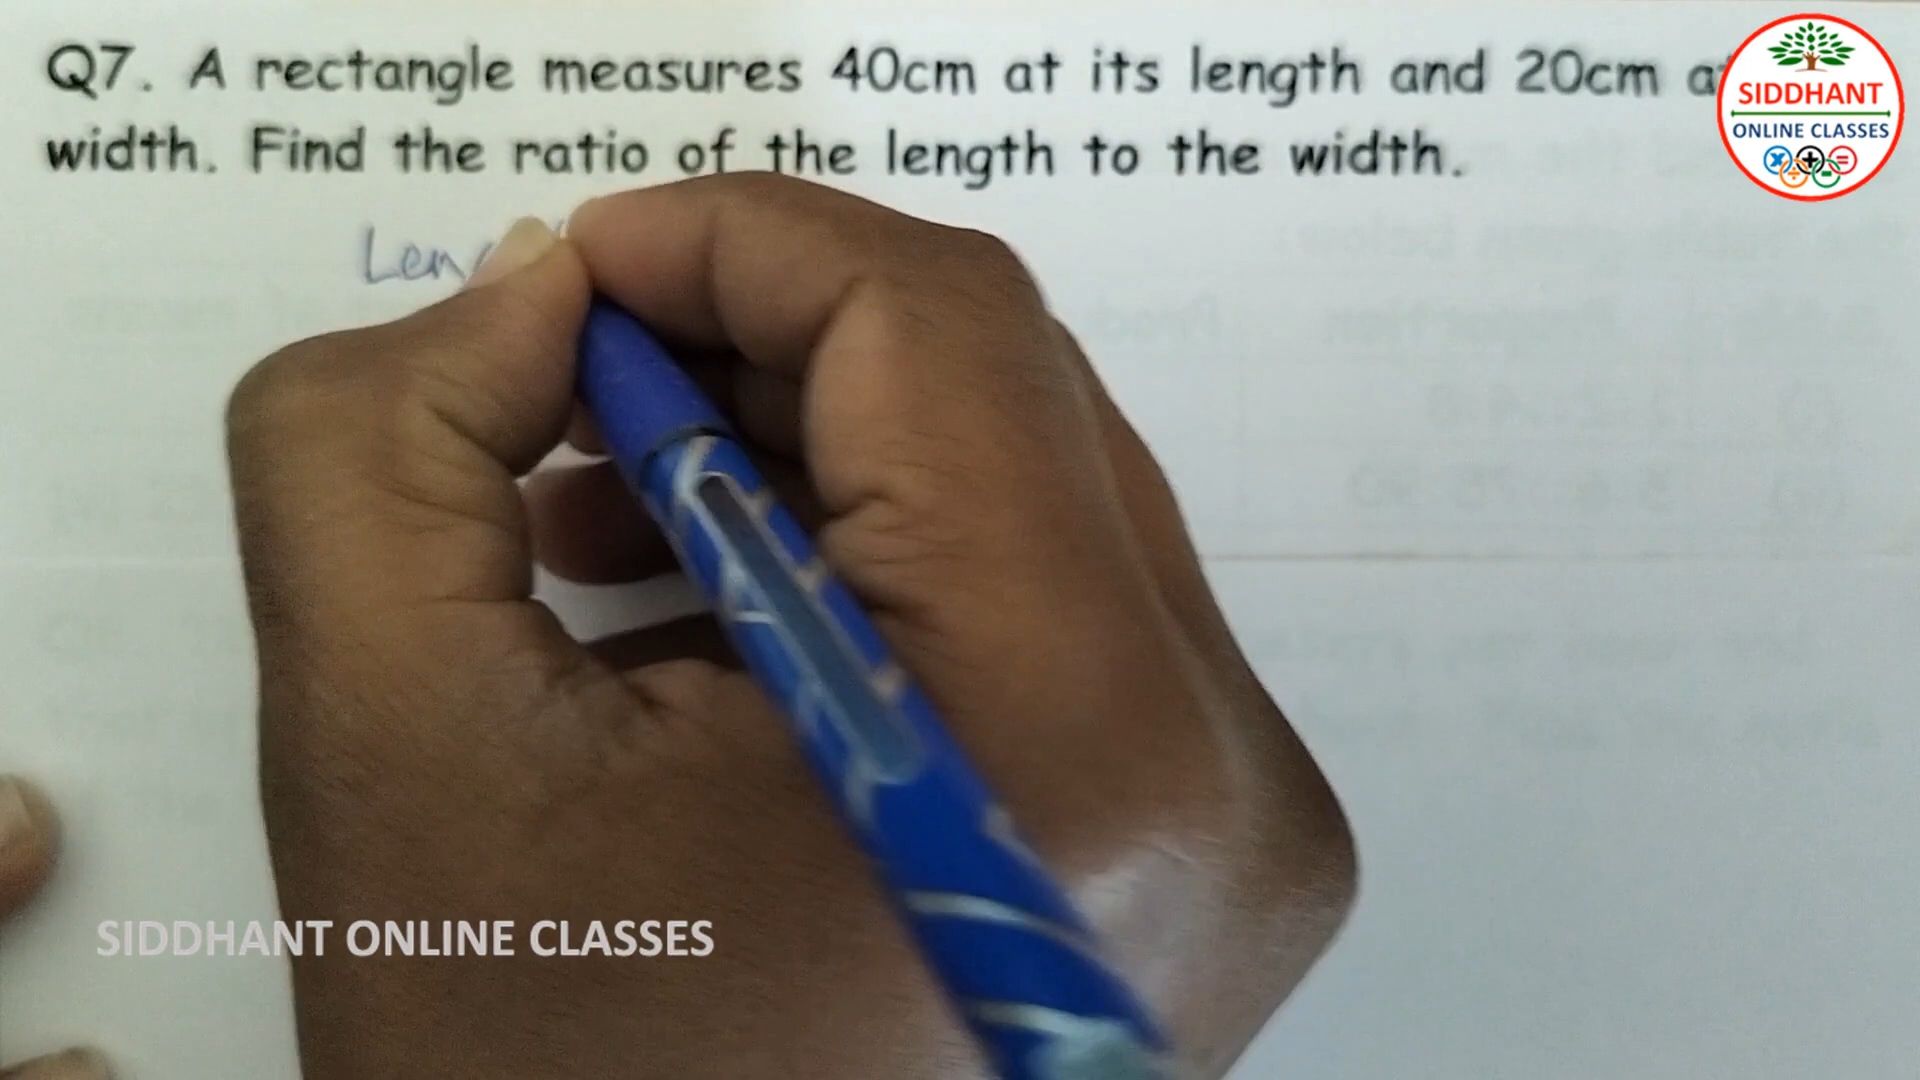 Q7. A rectangle measures 40cm at its length and 20cm
width. Find the ratio of the length to the width.
SIDDHANT
ONLINE CLASSES
SIDDHANT ONLINE CLASSES